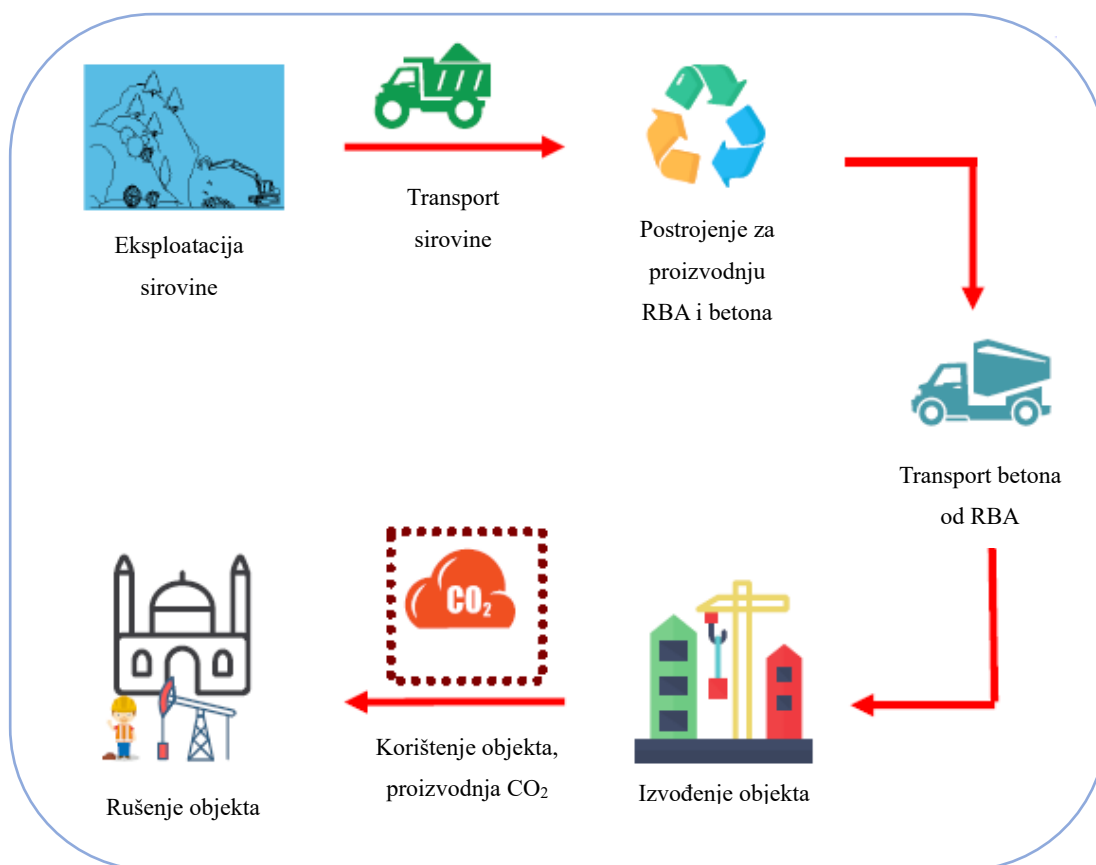 Eksploatacija
sirovine
Transport
sirovine
Postrojenje za
proizvodnju
RBA i betona
Transport betona
od RBA
Izvođenje objekta
CO₂
Korištenje objekta,
proizvodnja CO₂
Rušenje objekta